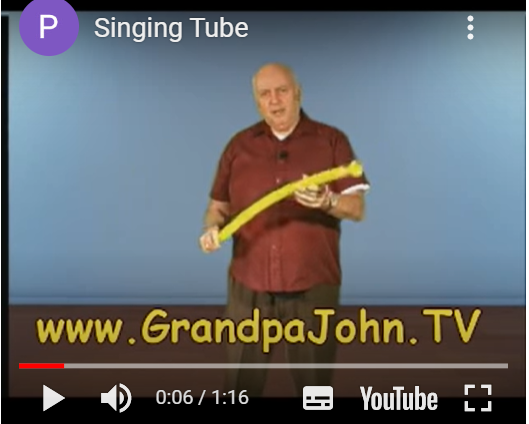 P Singing Tube
www.GrandpaJohn.TV
0:06 / 1:16 YouTube